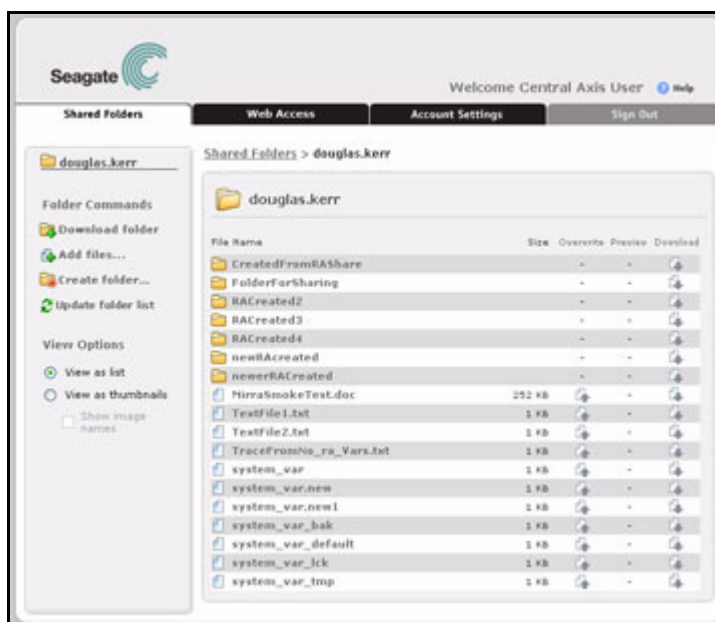 Seagate
Welcome Central Axis User Help
Shared Folders Web Access Account Settings Sign Out
douglas.kerr
Folder Commands
Download folder
Add files...
Create folder...
Update folder list
View Options
View as list
View as thumbnails
Show image names
Shared Folders > douglas.kerr
douglas.kerr
File Name Size Overwrite Preview Download
CreatedFromRAShare - -
FolderForSharing - -
RACreated2 - -
RACreated3 - -
RACreated4 - -
newRAcreated - -
newerRACreated - -
MirraSmokeTest.doc 252 KB -
TextFile1.txt 1 KB -
TextFile2.txt 1 KB -
TraceFromNo_ra_Vars.txt 1 KB -
system_var 1 KB -
system_var.new 1 KB -
system_var.new1 1 KB -
system_var_bak 1 KB -
system_var_default 1 KB -
system_var_lck 1 KB -
system_var_tmp 1 KB -